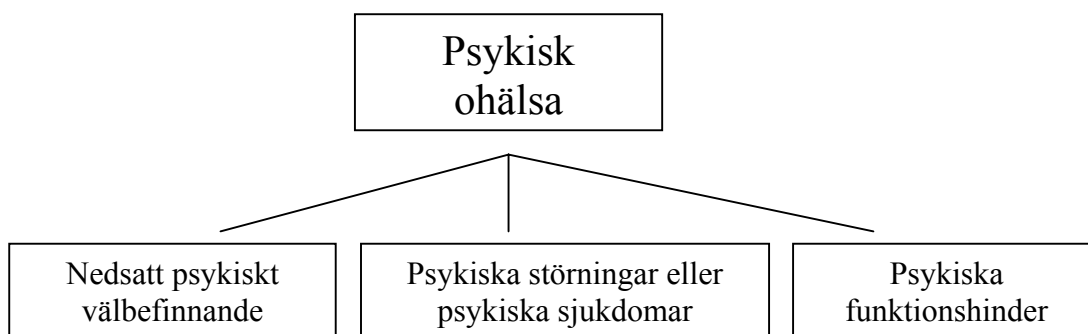 Psykisk
ohälsa
Nedsatt psykiskt
välbefinnande
Psykiska störningar eller
psykiska sjukdomar
Psykiska
funktionshinder